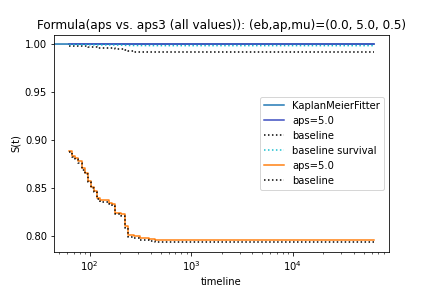 Formula(aps vs. aps3 (all values)): (eb,ap,mu)=(0.0, 5.0, 0.5)
1.00
0.95
0.90
0.85
0.80
S(t)
KaplanMeierFitter
aps=5.0
baseline
baseline survival
aps=5.0
baseline
10²
10³
10⁴
timeline